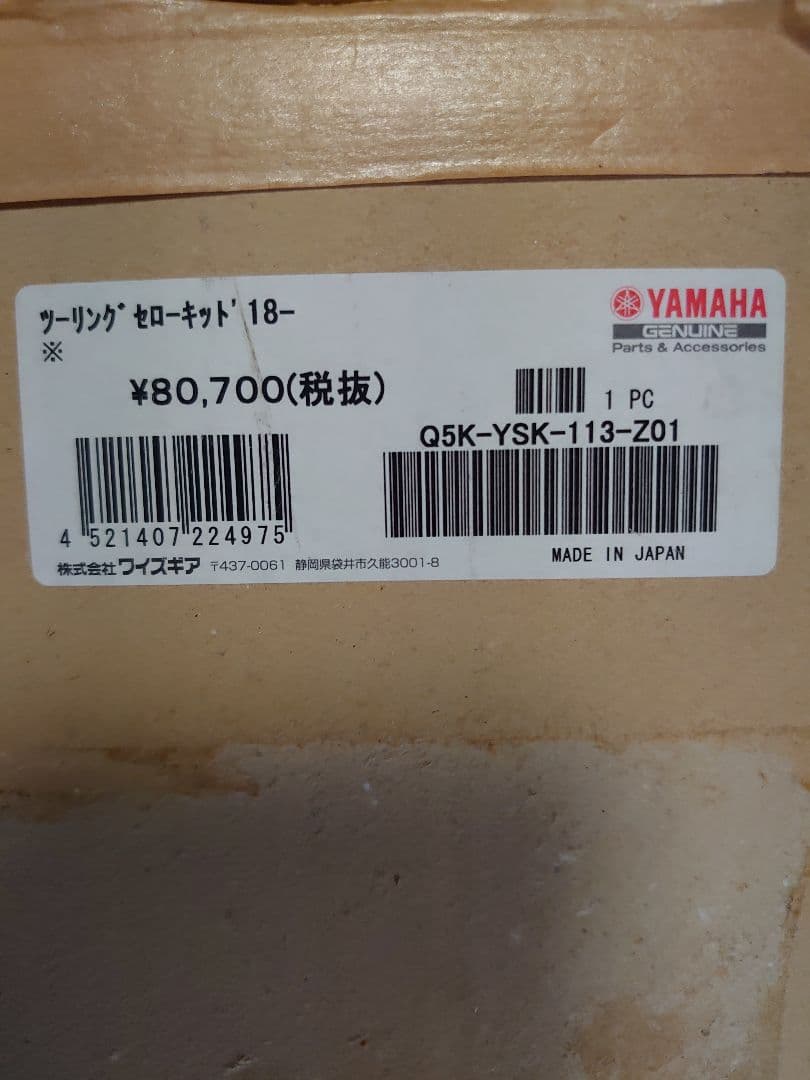 ﾂｰﾘﾝｸﾞｾﾛｰｷｯﾄ'18-
※
YAMAHA
GENUINE
Parts & Accessories
¥80,700(税抜)
1 PC
Q5K-YSK-113-Z01
4 521407 224975
MADE IN JAPAN
株式会社ワイズギア 〒437-0061 静岡県袋井市久能3001-8